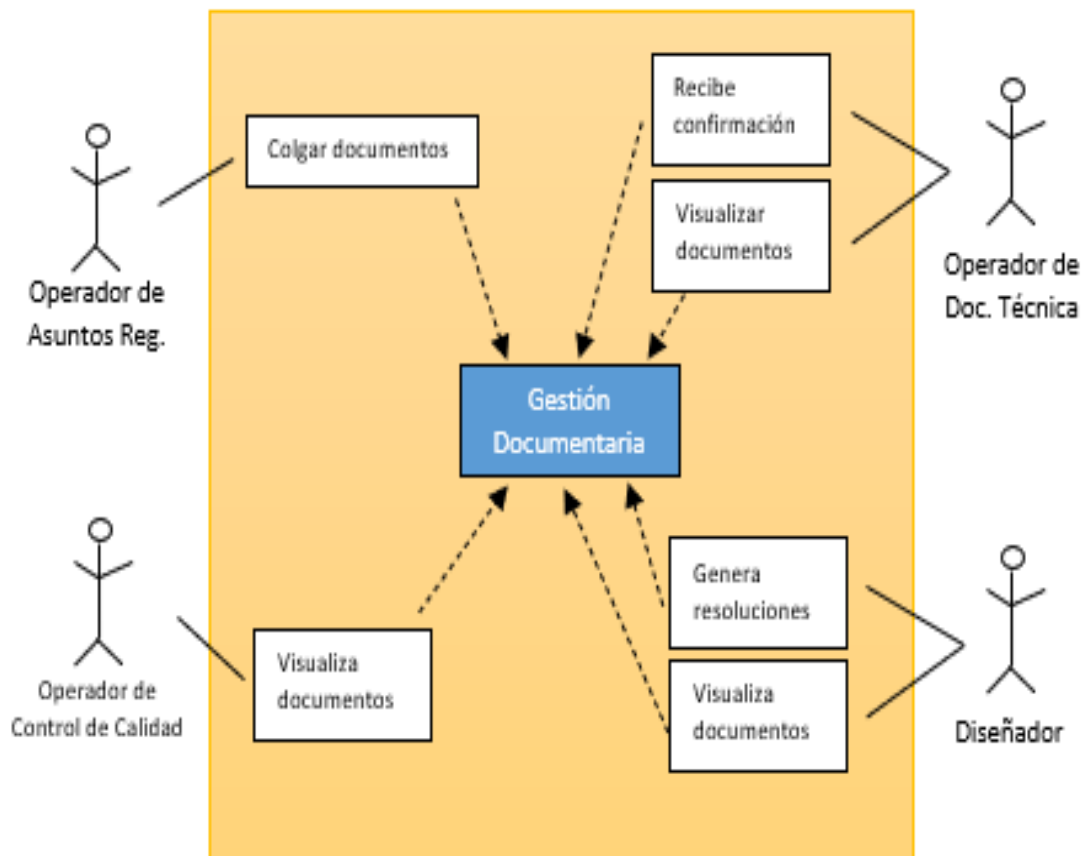 Recibe
confirmación
Colgar documentos
Visualizar
documentos
Operador de
Asuntos Reg.
Operador de
Doc. Técnica
Gestión
Documentaria
Genera
resoluciones
Visualiza
documentos
Operador de
Control de Calidad
Visualiza
documentos
Diseñador